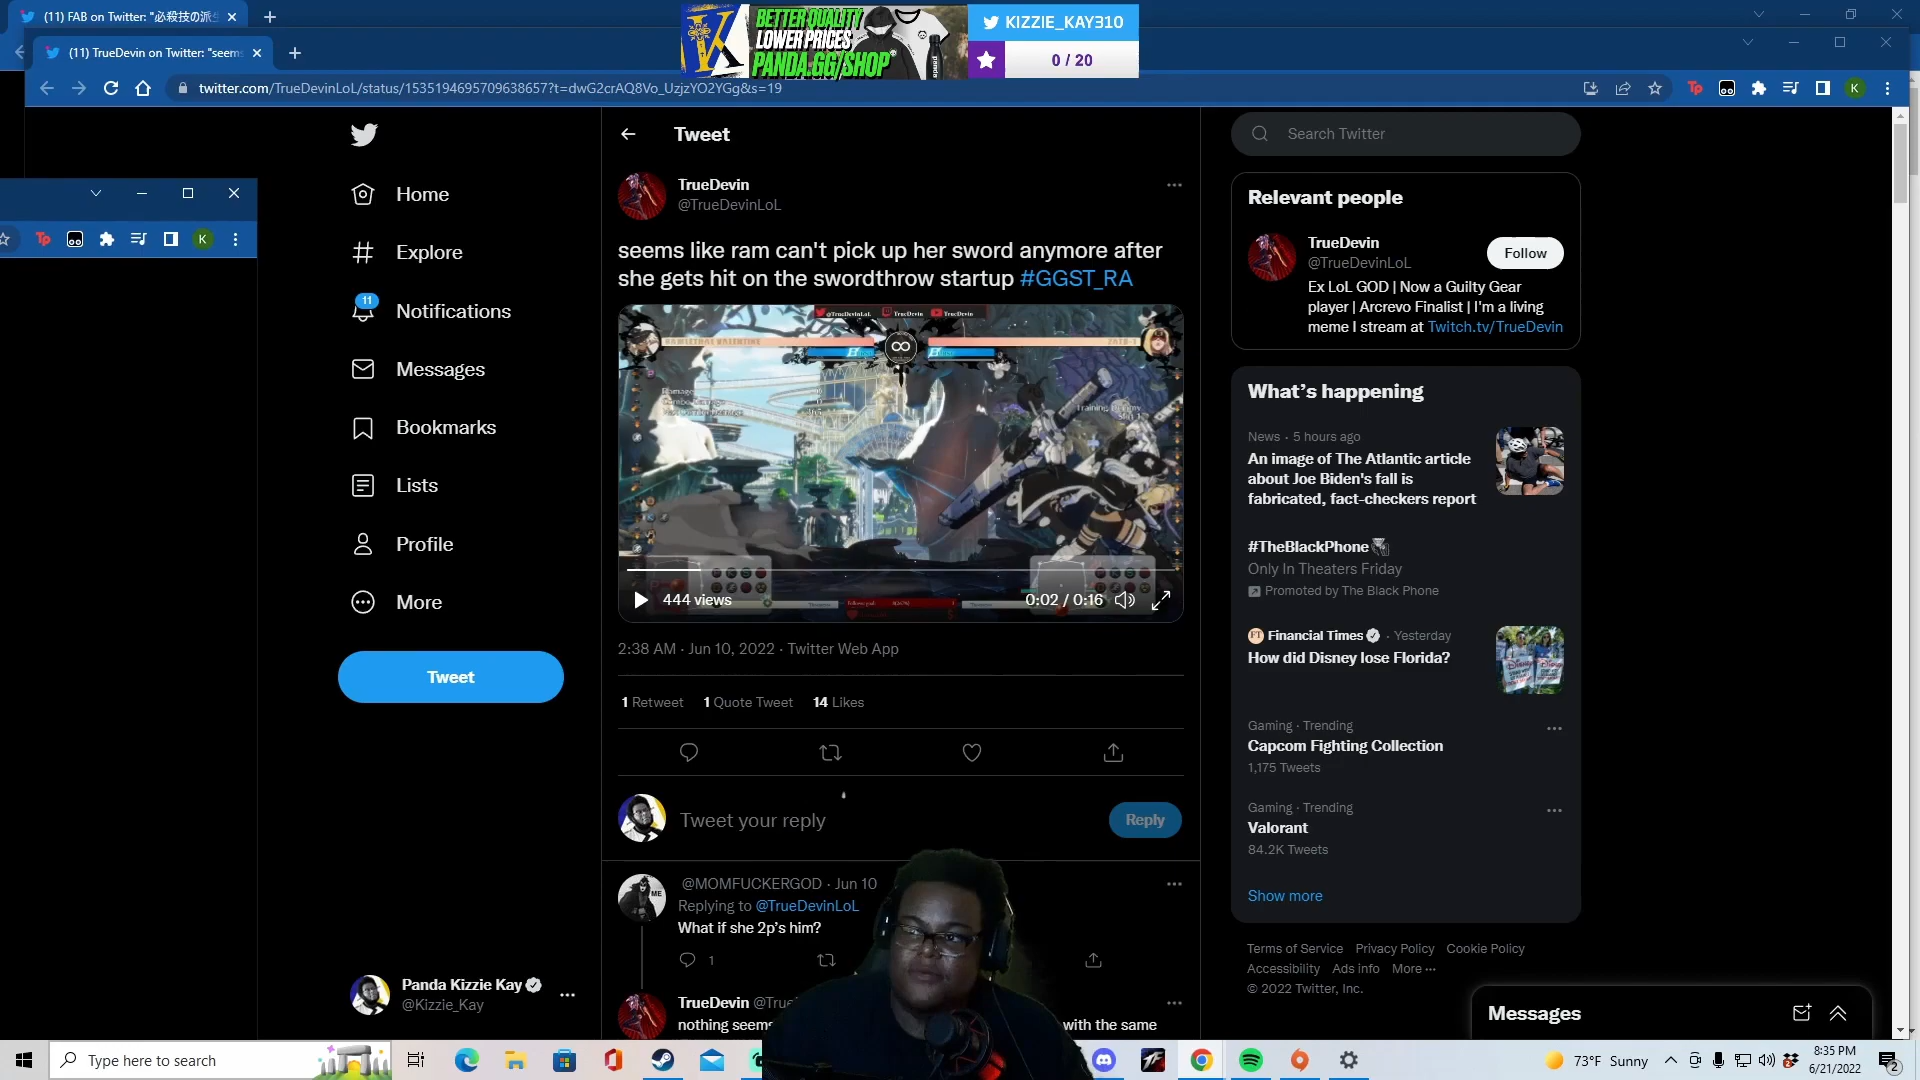 (11) FAB on Twitter: "必殺技の派生
(11) TrueDevin on Twitter: "seem
BETTER QUALITY
LOWER PRICES
PANDA.GG/SHOP
KIZZIE_KAY310
0 / 20
twitter.com/TrueDevinLoL/status/1535194695709638657?t=dwG2crAQ8Vo_UzjzYO2YGg&s=19
Home
Explore
11
Notifications
Messages
Bookmarks
Lists
Profile
More
Tweet
Panda Kizzie Kay
@Kizzie_Kay
Tweet
TrueDevin
@TrueDevinLoL
seems like ram can't pick up her sword anymore after
she gets hit on the swordthrow startup #GGST_RA
@TrueDevinLoL TrueDevin TrueDevin
444 views
0:02 / 0:16
2:38 AM · Jun 10, 2022 · Twitter Web App
1 Retweet 1 Quote Tweet 14 Likes
Tweet your reply
Reply
@MOMFUCKERGOD · Jun 10
Replying to @TrueDevinLoL
What if she 2p's him?
1
TrueDevin
nothing
with the same
Search Twitter
Relevant people
TrueDevin
@TrueDevinLoL
Follow
Ex LoL GOD | Now a Guilty Gear
player | Arcrevo Finalist | I'm a living
meme I stream at Twitch.tv/TrueDevin
What's happening
News · 5 hours ago
An image of The Atlantic article
about Joe Biden's fall is
fabricated, fact-checkers report
#TheBlackPhone
Only In Theaters Friday
Promoted by The Black Phone
Financial Times · Yesterday
How did Disney lose Florida?
Gaming · Trending
Capcom Fighting Collection
1,175 Tweets
Gaming · Trending
Valorant
84.2K Tweets
Show more
Terms of Service Privacy Policy Cookie Policy
Accessibility Ads info More ···
© 2022 Twitter, Inc.
Messages
Type here to search
73°F Sunny
8:35 PM
6/21/2022
2